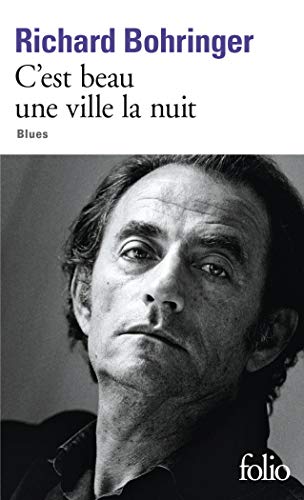 Richard Bohringer
C'est beau
une ville la nuit
Blues
folio